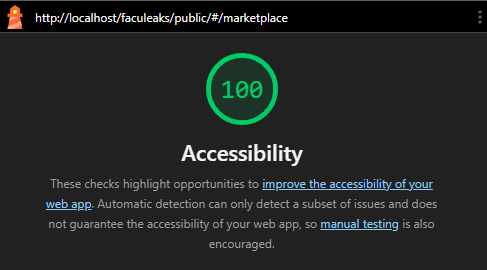 http://localhost/faculeaks/public/#/marketplace
100
Accessibility
These checks highlight opportunities to improve the accessibility of your
web app. Automatic detection can only detect a subset of issues and does
not guarantee the accessibility of your web app, so manual testing is also
encouraged.